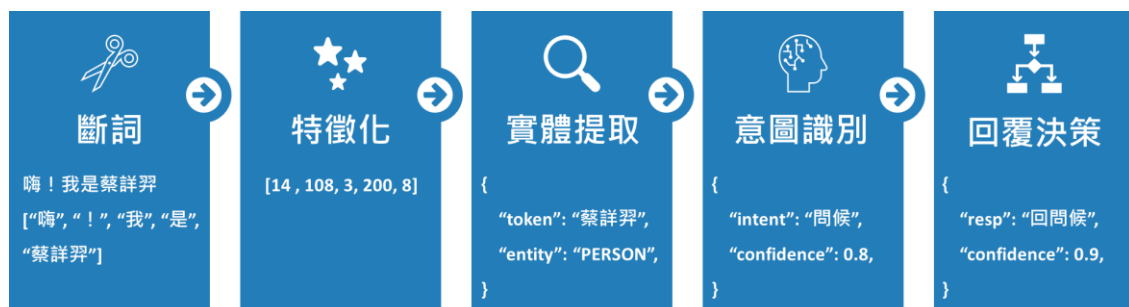 斷詞
嗨！我是蔡詳羿
[“嗨”, “！”, “我”, “是”,
“蔡詳羿”]
特徵化
[14 , 108, 3, 200, 8]
實體提取
{
“token”: “蔡詳羿”,
“entity”: “PERSON”,
}
意圖識別
{
“intent”: “問候”,
“confidence”: 0.8,
}
回覆決策
{
“resp”: “回問候”,
“confidence”: 0.9,
}